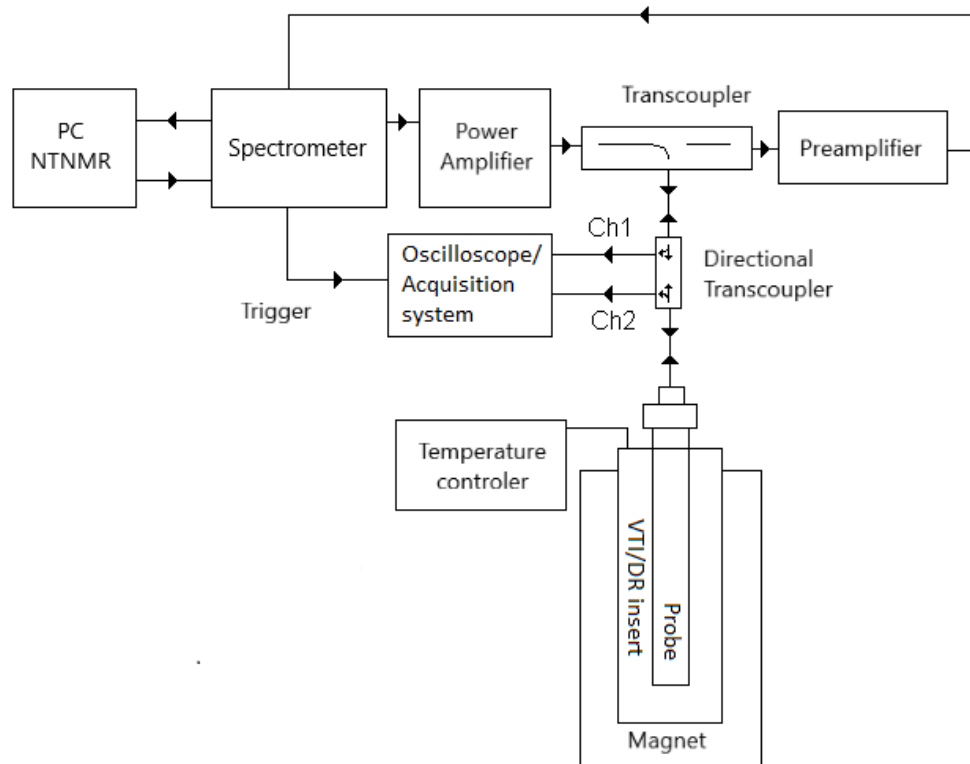 PC
NTNMR
Spectrometer
Power
Amplifier
Transcoupler
Preamplifier
Trigger
Oscilloscope/
Acquisition
system
Ch1
Ch2
Directional
Transcoupler
Temperature
controler
VTI/DR insert
Probe
Magnet